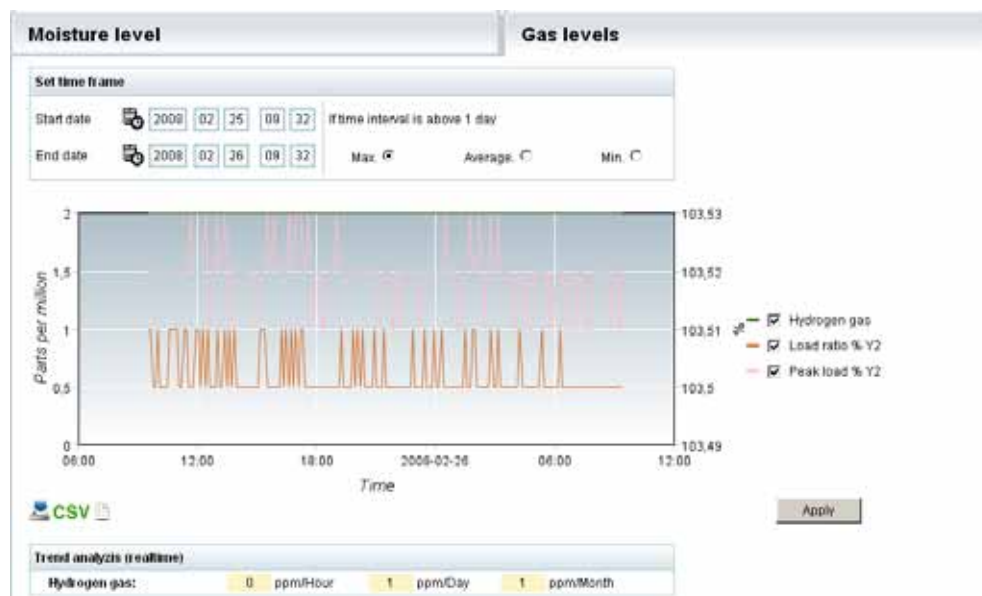 Moisture level Gas levels
Set time frame
Start date 2008 02 25 09 32 If time interval is above 1 day
End date 2008 02 26 09 32 Max. Average. Min.
2 103,53
1,5 103,52
1 103,51
0,5 103,5
0 103,49
Parts per million
%
Hydrogen gas
Load ratio % Y2
Peak load % Y2
06:00 12:00 18:00 2008-02-26 06:00 12:00
Time
CSV
Apply
Trend analyzis (realtime)
Hydrogen gas: 0 ppm/Hour 1 ppm/Day 1 ppm/Month